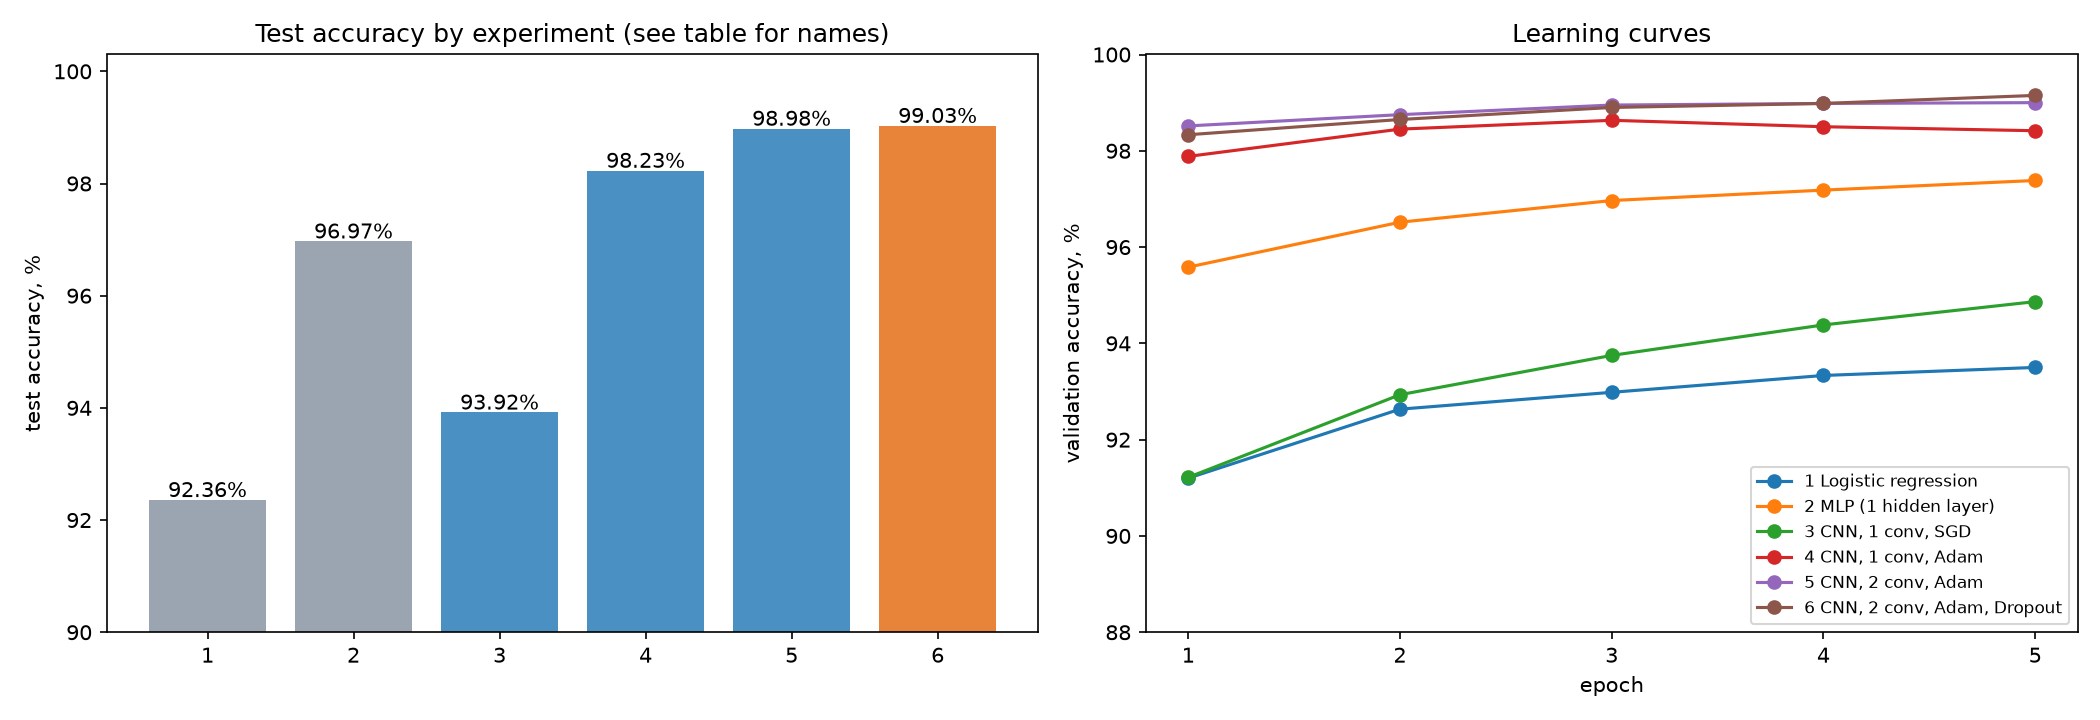 Test accuracy by experiment (see table for names)
test accuracy, %
100
98
96
94
92
90
92.36%
96.97%
93.92%
98.23%
98.98%
99.03%
1 2 3 4 5 6
Learning curves
validation accuracy, %
100
98
96
94
92
90
88
1 Logistic regression
2 MLP (1 hidden layer)
3 CNN, 1 conv, SGD
4 CNN, 1 conv, Adam
5 CNN, 2 conv, Adam
6 CNN, 2 conv, Adam, Dropout
1 2 3 4 5
epoch